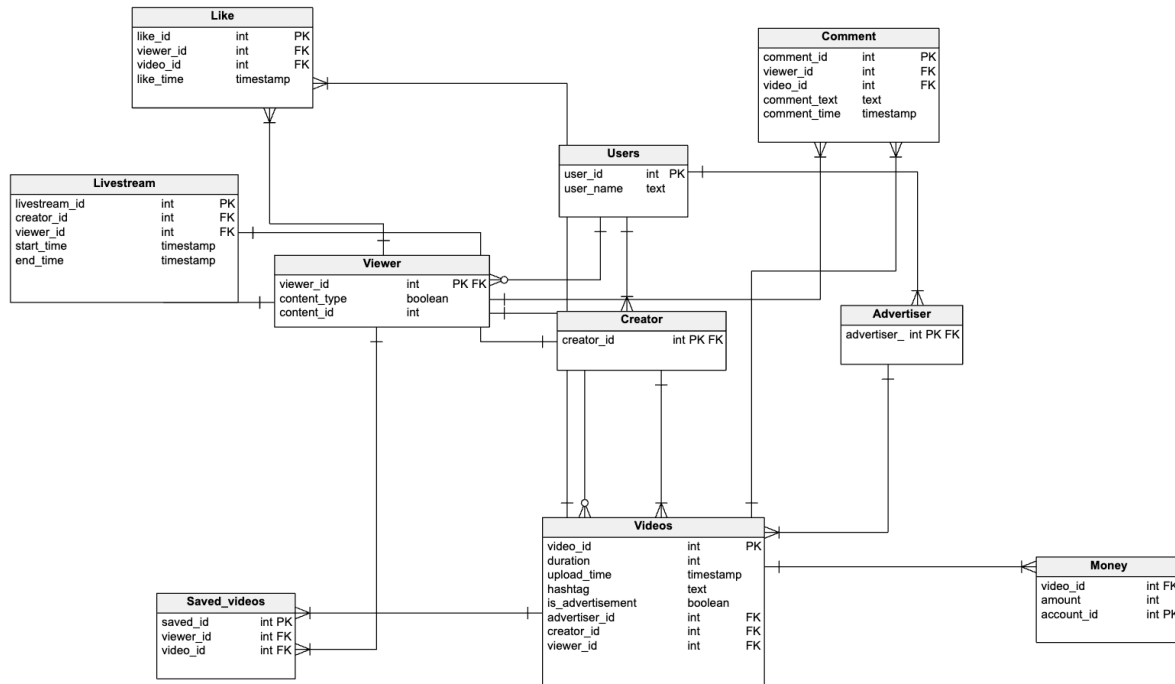 Like
like_id int PK
viewer_id int FK
video_id int FK
like_time timestamp
Comment
comment_id int PK
viewer_id int FK
video_id int FK
comment_text text
comment_time timestamp
Users
user_id int PK
user_name text
Livestream
livestream_id int PK
creator_id int FK
viewer_id int FK
start_time timestamp
end_time timestamp
Viewer
viewer_id int PK FK
content_type boolean
content_id int
Creator
creator_id int PK FK
Advertiser
advertiser_ int PK FK
Videos
video_id int PK
duration int
upload_time timestamp
hashtag text
is_advertisement boolean
advertiser_id int FK
creator_id int FK
viewer_id int FK
Money
video_id int FK
amount int
account_id int PK
Saved_videos
saved_id int PK
viewer_id int FK
video_id int FK